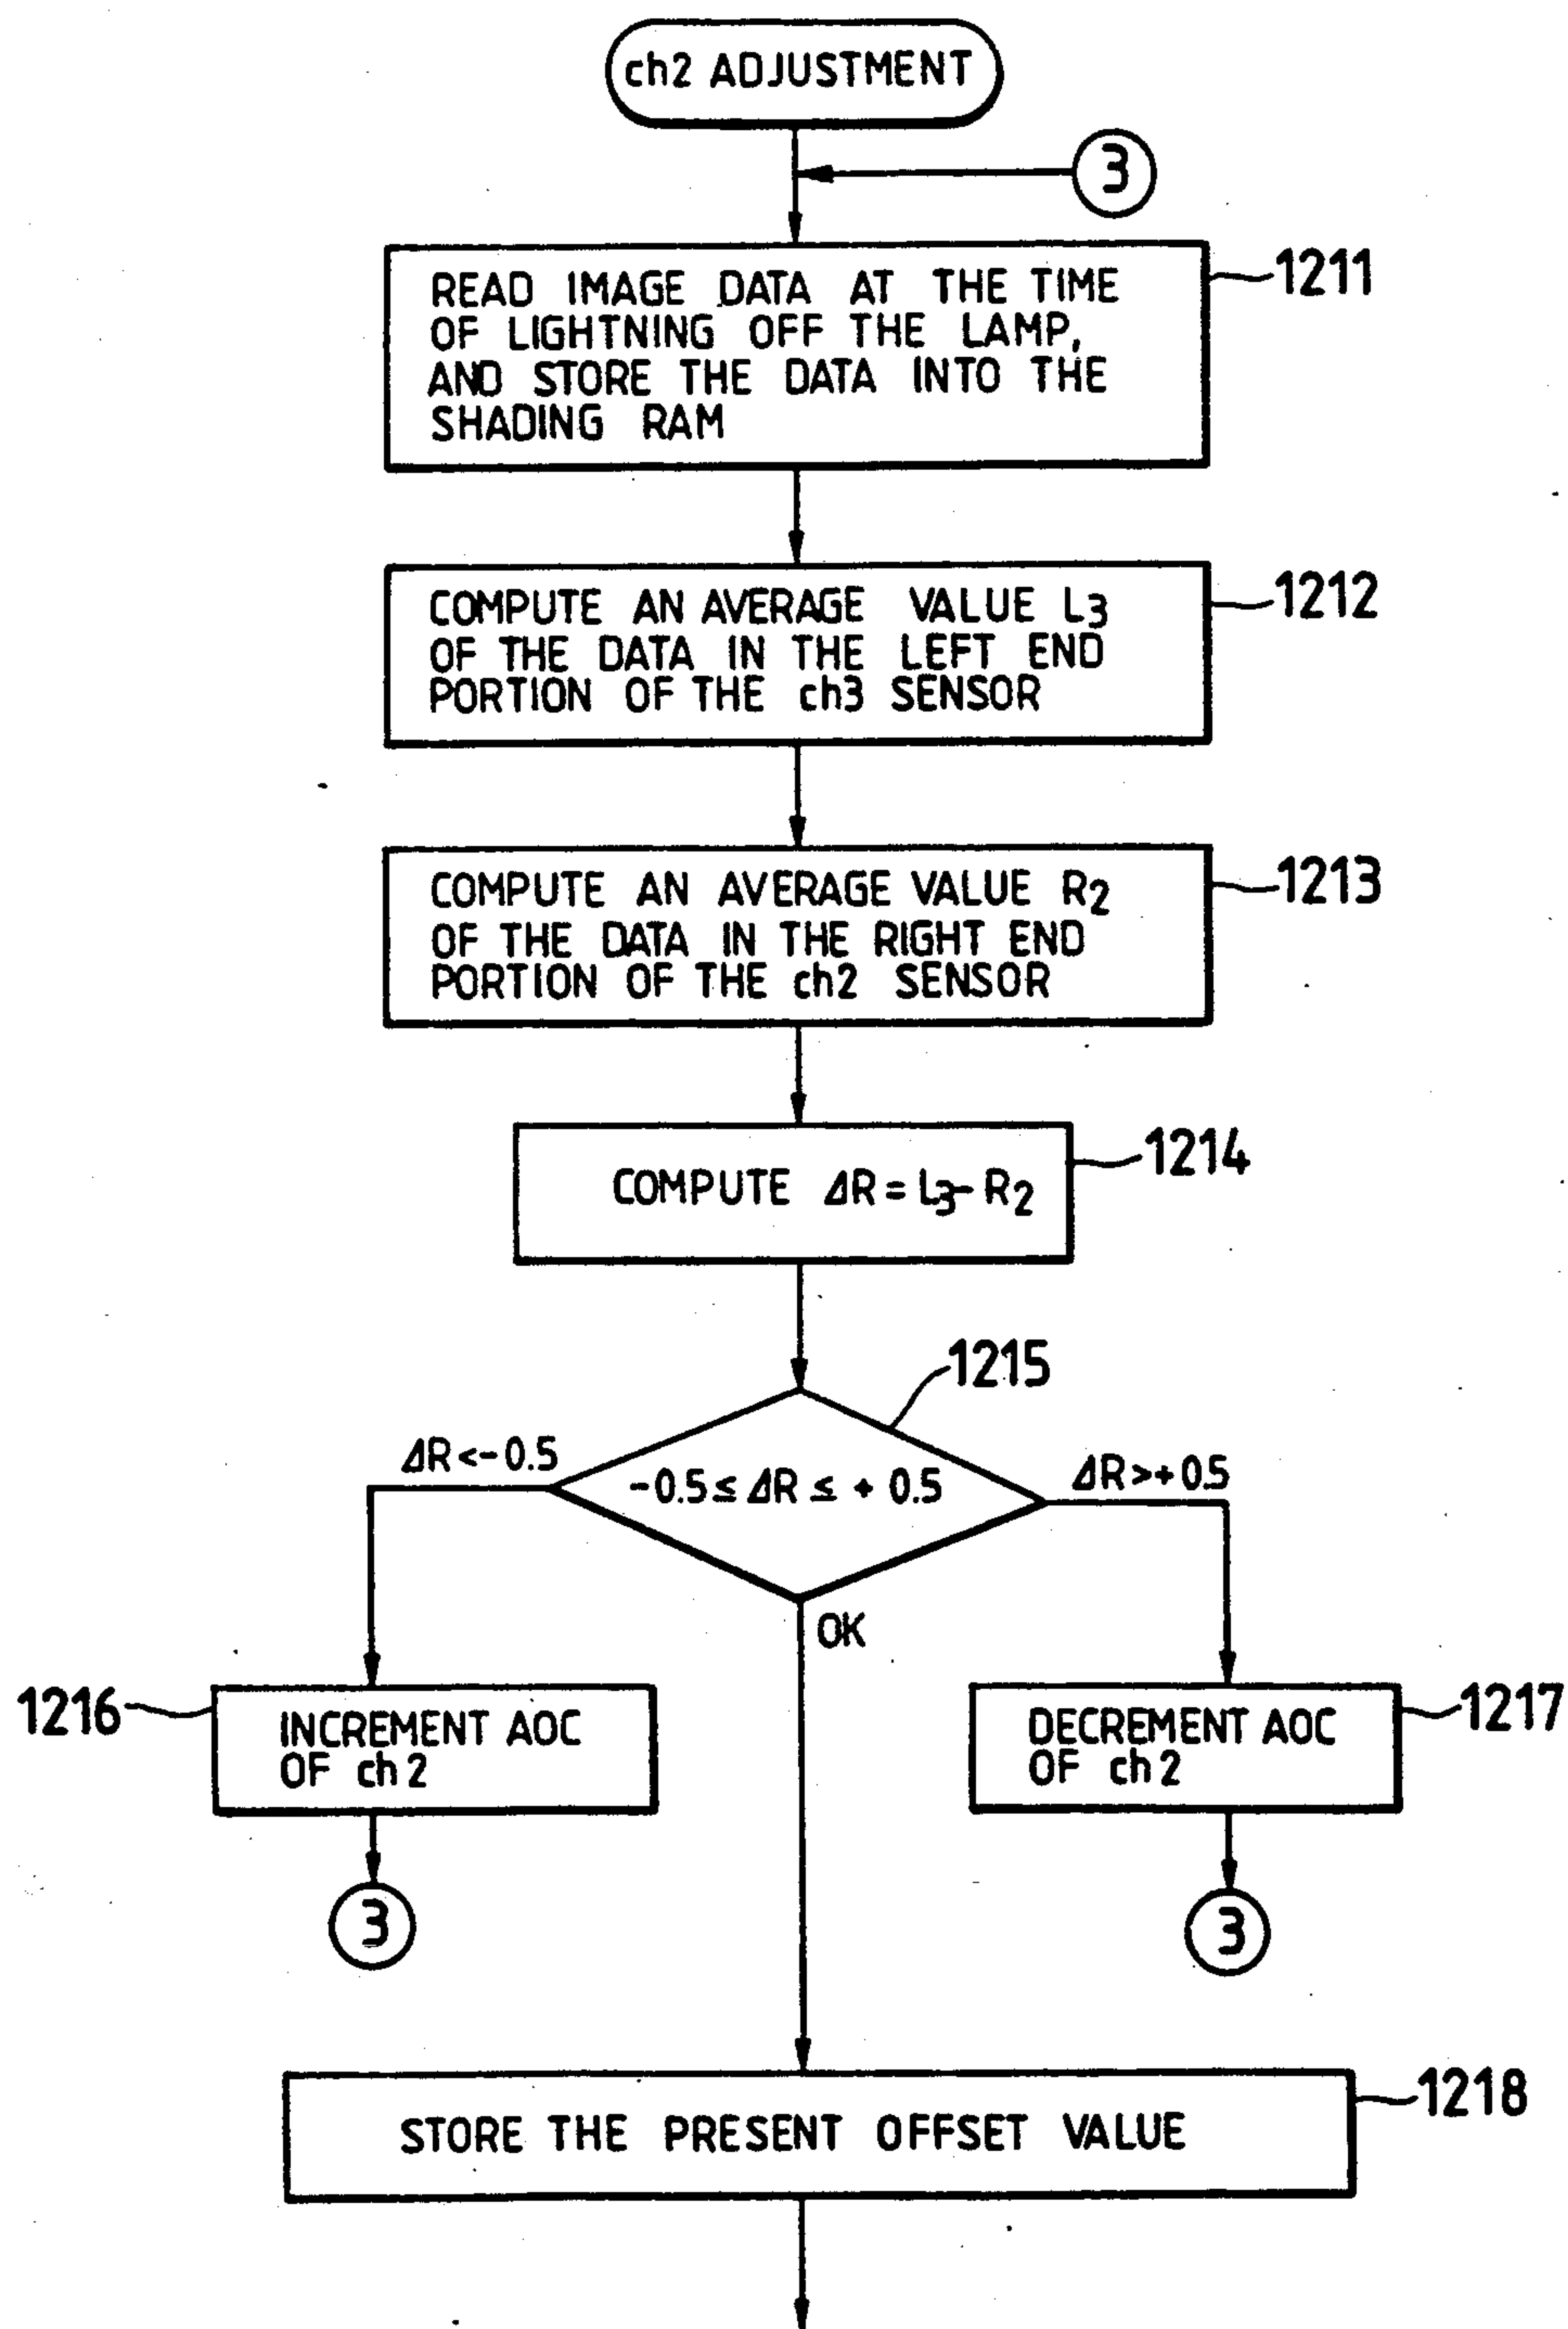 ch2 ADJUSTMENT
3
READ IMAGE DATA AT THE TIME
OF LIGHTNING OFF THE LAMP,
AND STORE THE DATA INTO THE
SHADING RAM
1211
COMPUTE AN AVERAGE VALUE L3
OF THE DATA IN THE LEFT END
PORTION OF THE ch3 SENSOR
1212
COMPUTE AN AVERAGE VALUE R2
OF THE DATA IN THE RIGHT END
PORTION OF THE ch2 SENSOR
1213
COMPUTE ΔR = L3 - R2
1214
1215
ΔR < - 0.5
-0.5 ≤ ΔR ≤ + 0.5
ΔR > + 0.5
OK
1216
INCREMENT AOC
OF ch2
DECREMENT AOC
OF ch2
1217
3
3
STORE THE PRESENT OFFSET VALUE
1218